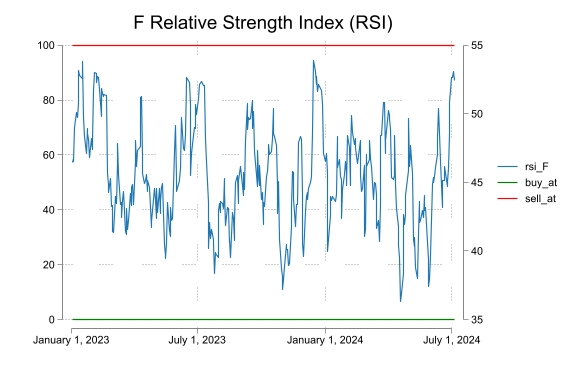 F Relative Strength Index (RSI)
100
80
60
40
20
0
55
50
45
40
35
January 1, 2023
July 1, 2023
January 1, 2024
July 1, 2024
rsi_F
buy_at
sell_at